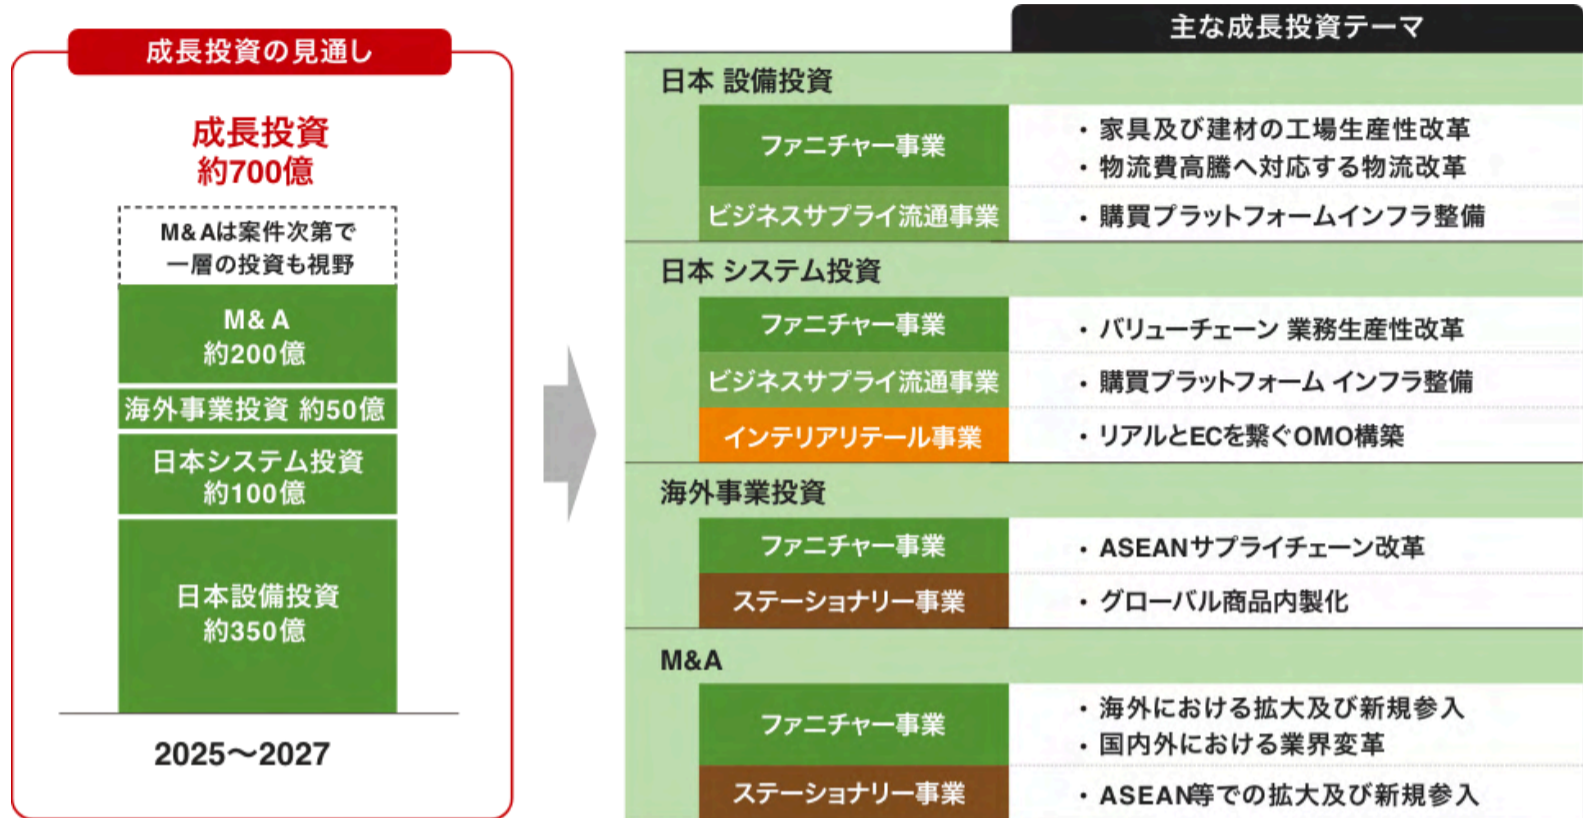 成長投資の見通し
成長投資
約700億
M&Aは案件次第で
一層の投資も視野
M&A
約200億
海外事業投資 約50億
日本システム投資
約100億
日本設備投資
約350億
2025〜2027
主な成長投資テーマ
日本 設備投資
ファニチャー事業
・家具及び建材の工場生産性改革
・物流費高騰へ対応する物流改革
ビジネスサプライ流通事業
・購買プラットフォームインフラ整備
日本 システム投資
ファニチャー事業
・バリューチェーン 業務生産性改革
ビジネスサプライ流通事業
・購買プラットフォーム インフラ整備
インテリアリテール事業
・リアルとECを繋ぐOMO構築
海外事業投資
ファニチャー事業
・ASEANサプライチェーン改革
ステーショナリー事業
・グローバル商品内製化
M&A
ファニチャー事業
・海外における拡大及び新規参入
・国内外における業界変革
ステーショナリー事業
・ASEAN等での拡大及び新規参入